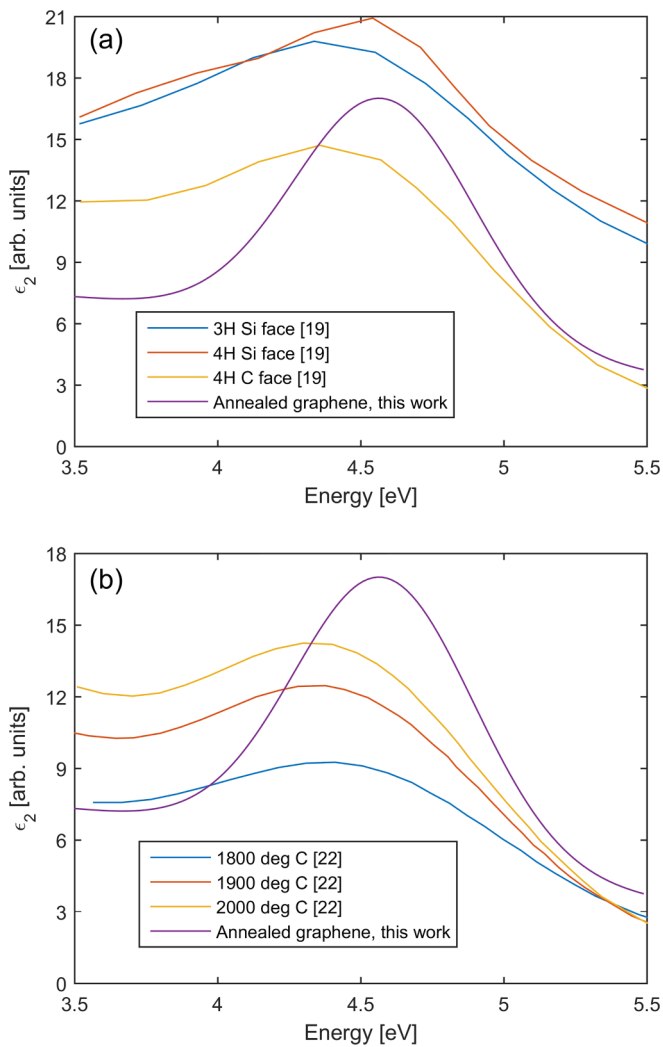 (a)
21
18
15
12
9
6
3
0
ϵ2 [arb. units]
3H Si face [19]
4H Si face [19]
4H C face [19]
Annealed graphene, this work
3.5 4 4.5 5 5.5
Energy [eV]
(b)
18
15
12
9
6
3
0
ϵ2 [arb. units]
1800 deg C [22]
1900 deg C [22]
2000 deg C [22]
Annealed graphene, this work
3.5 4 4.5 5 5.5
Energy [eV]